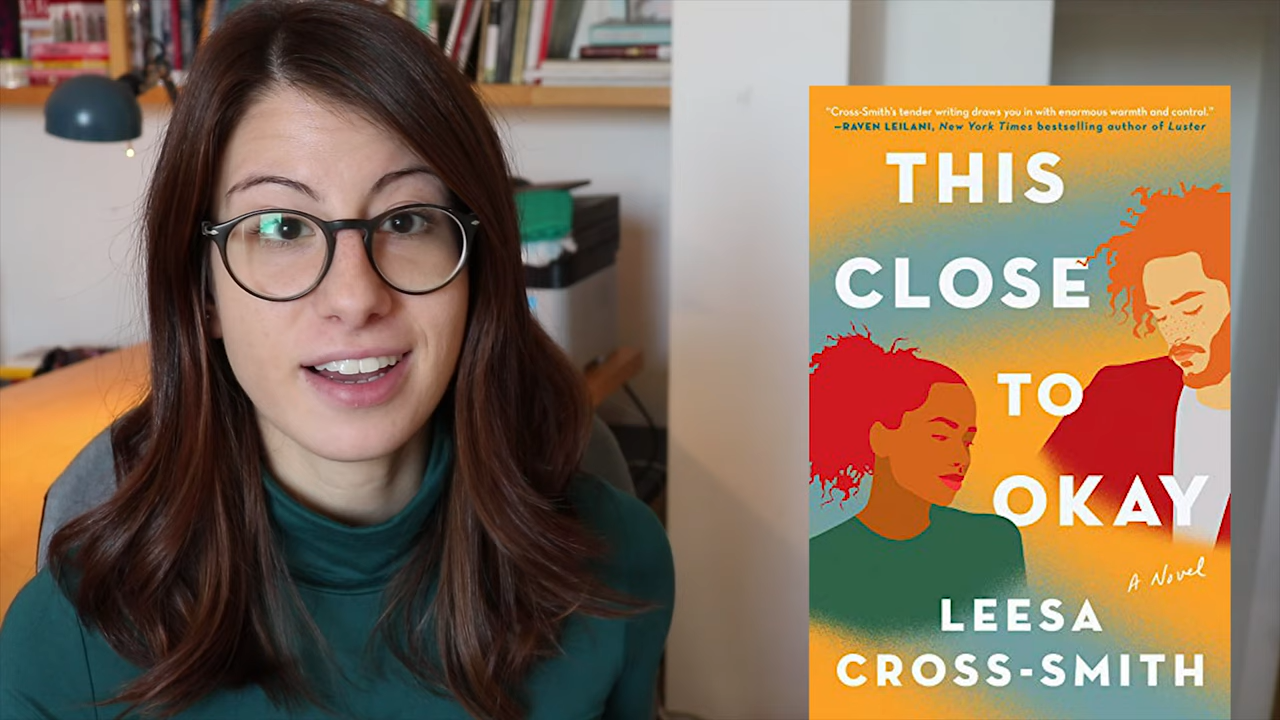 "Cross-Smith's tender writing draws you in with enormous warmth and control."
—RAVEN LEILANI, New York Times bestselling author of Luster
THIS
CLOSE
TO
OKAY
A Novel
LEESA
CROSS-SMITH